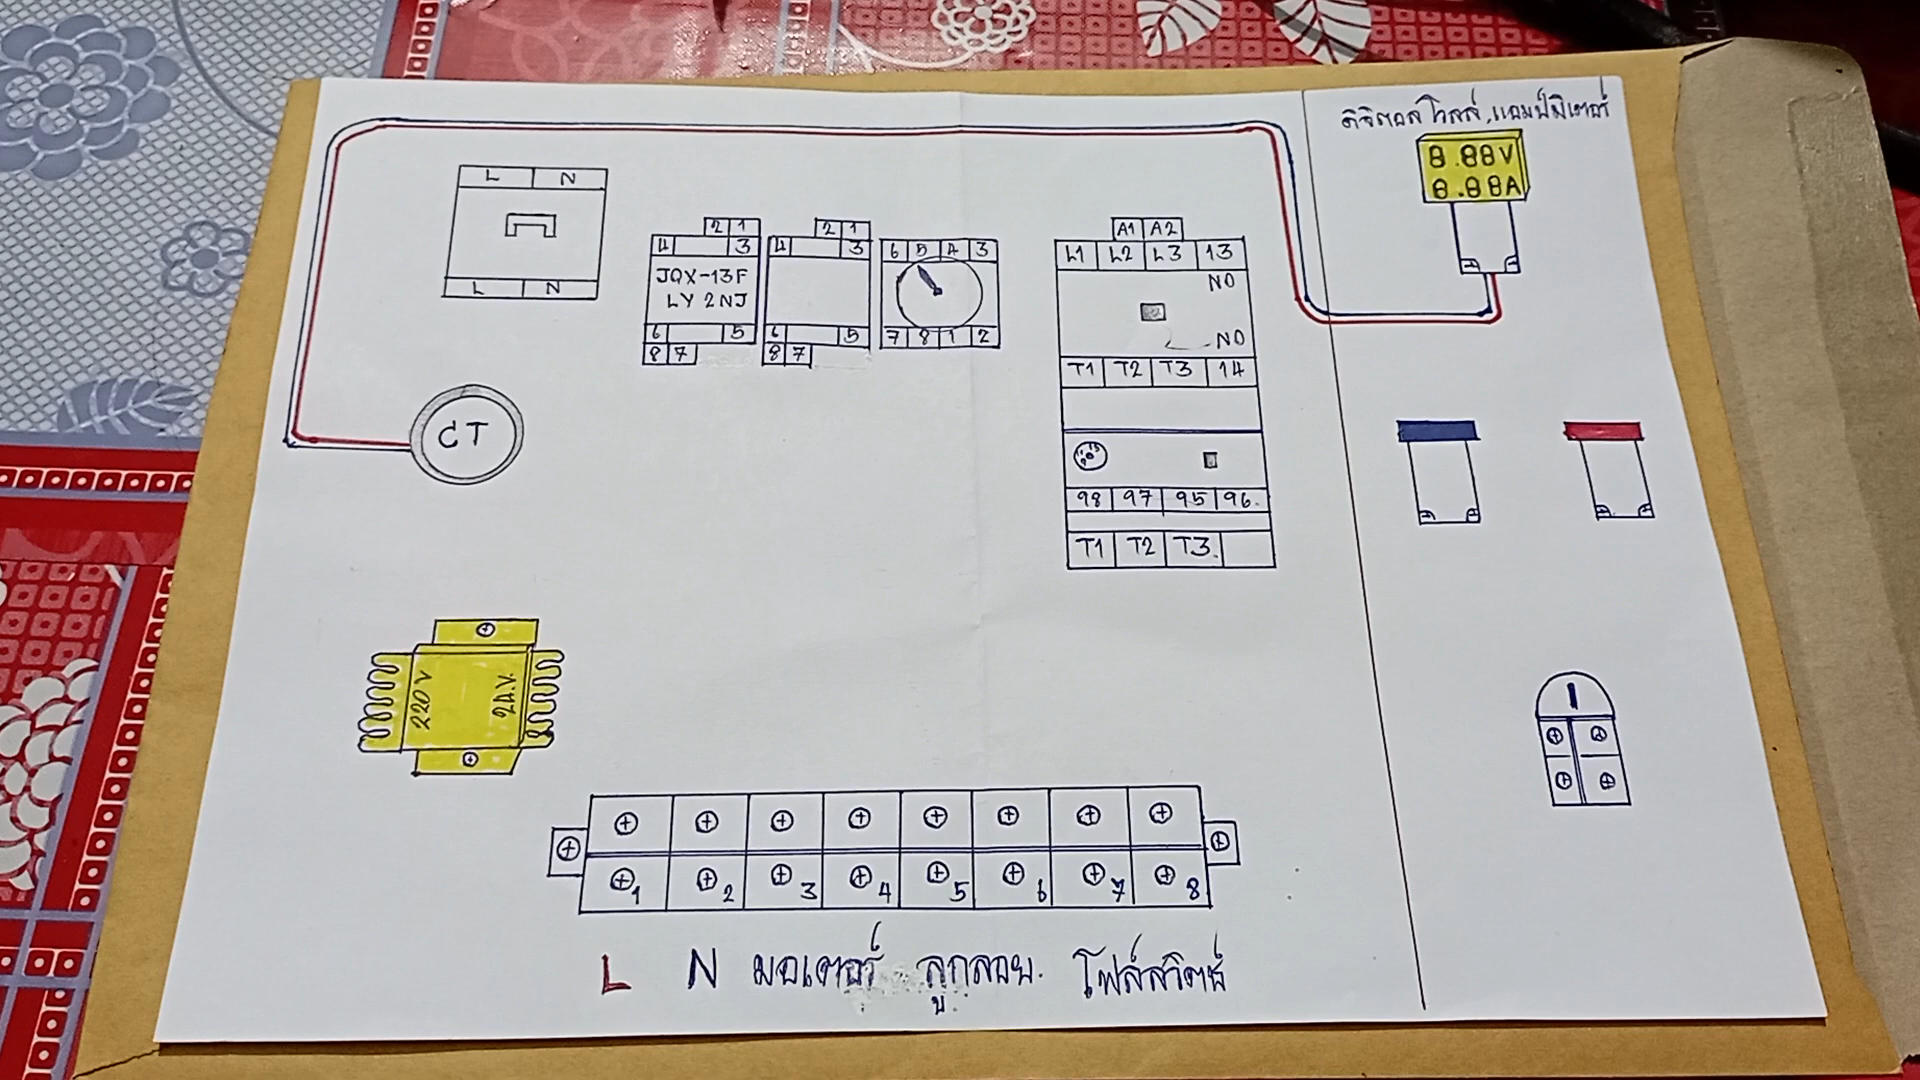 ดิจิตอลโวลล์,แอมป์มิเตอร์
8.88V
8.88A
L N
L N
2 1
4 3
JQX-13F
LY 2NJ
6 5
8 7
2 1
4 3
6 5
8 7
6 5 4 3
7 8 1 2
A1 A2
L1 L2 L3 13
NO
NO
T1 T2 T3 14
98 97 95 96.
T1 T2 T3.
CT
220V
24.V.
1 2 3 4 5 6 7 8
L N มอเตอร์ ลูกลอย. โฟล์สวิตช์